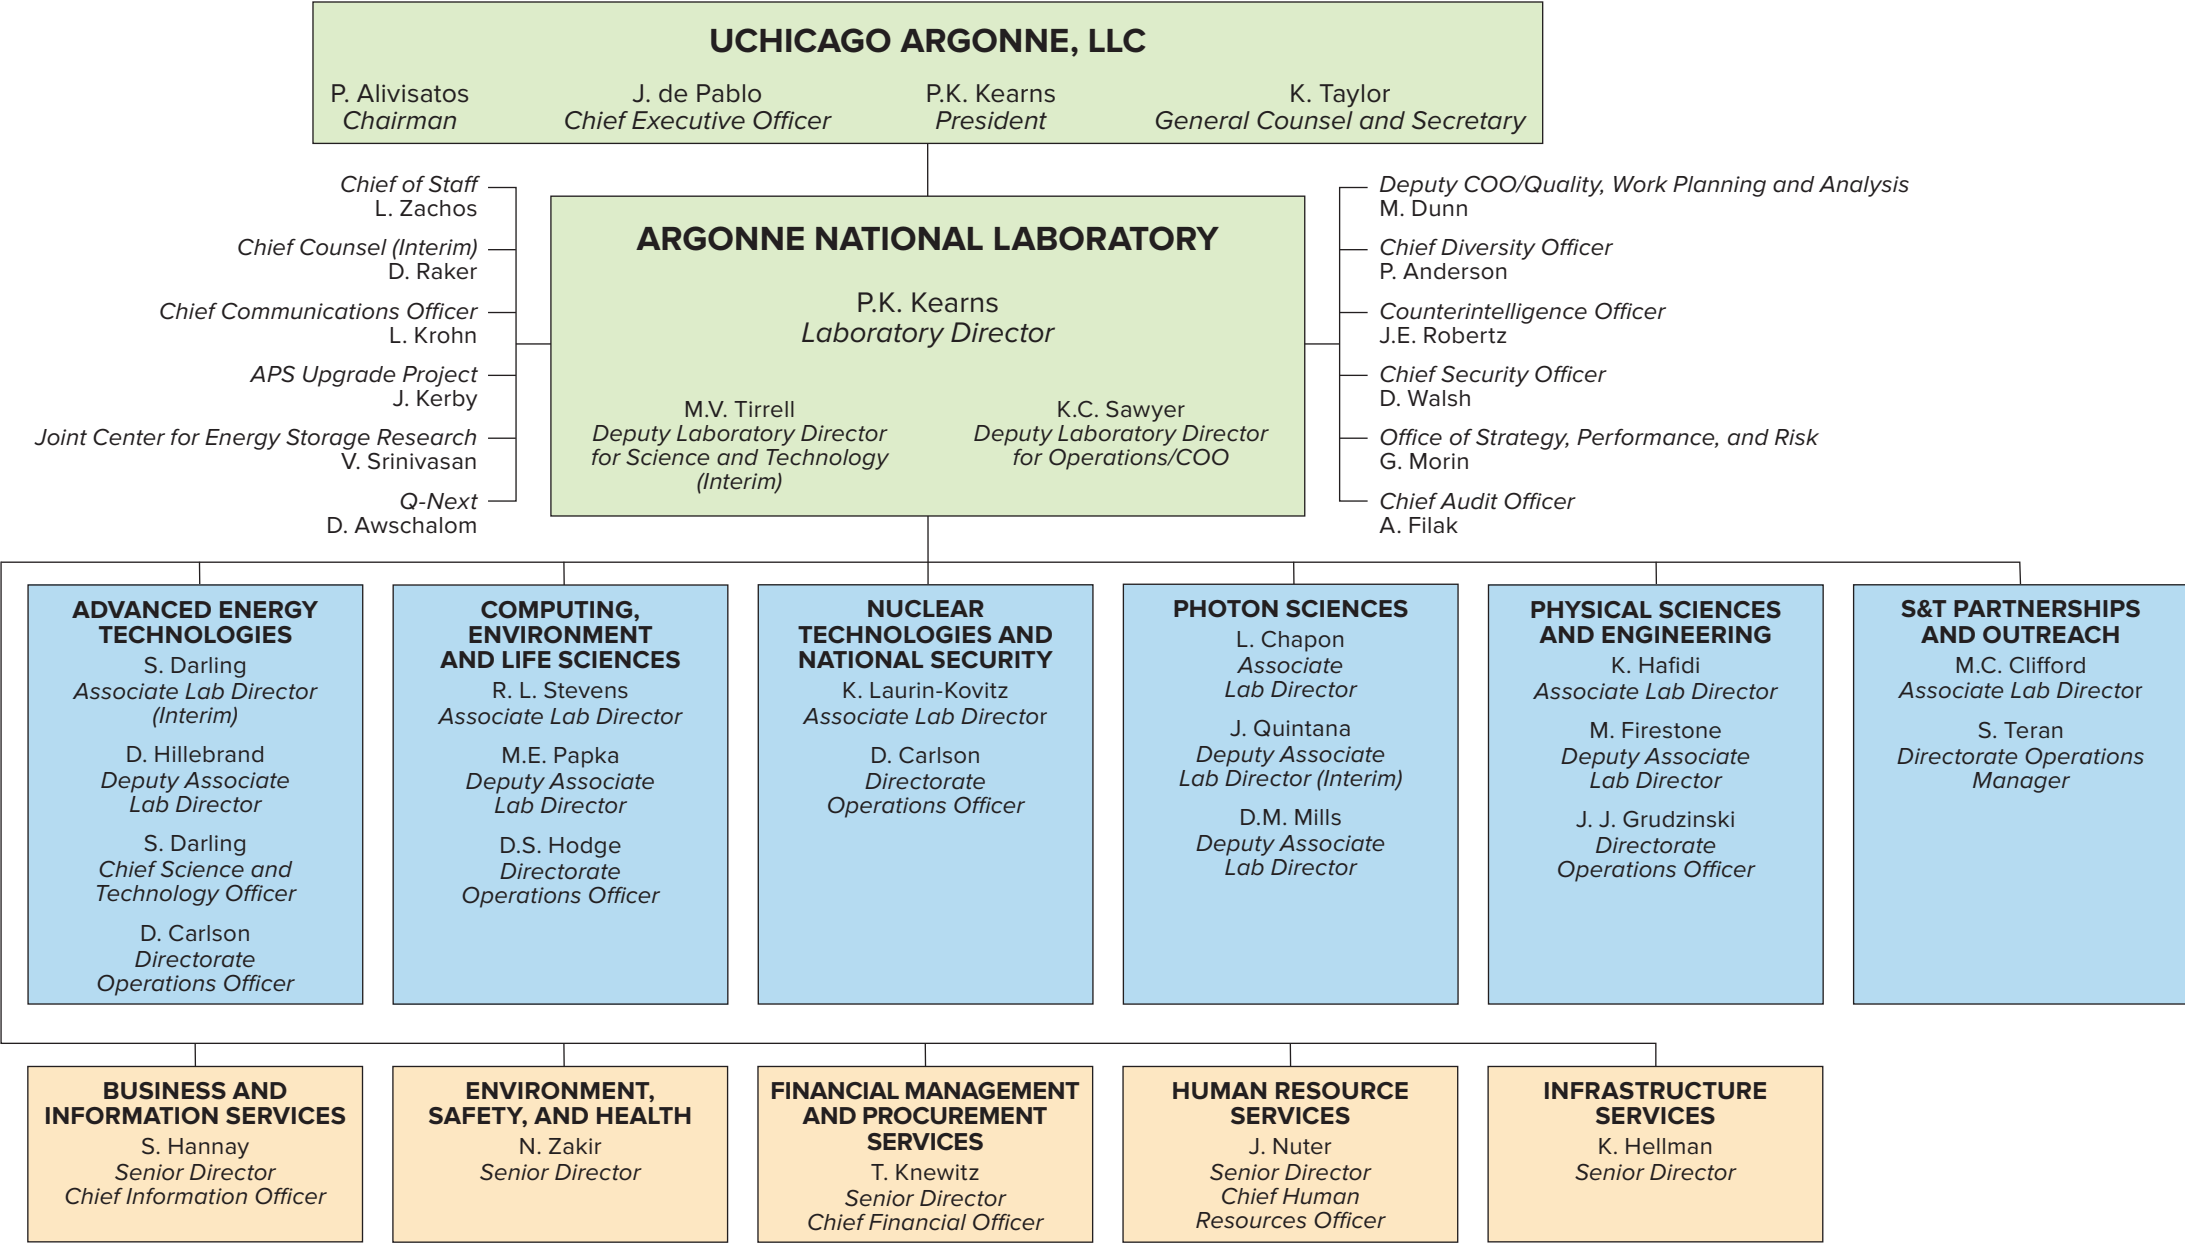 UCHICAGO ARGONNE, LLC
P. Alivisatos
Chairman
J. de Pablo
Chief Executive Officer
P.K. Kearns
President
K. Taylor
General Counsel and Secretary
Chief of Staff
L. Zachos
Chief Counsel (Interim)
D. Raker
Chief Communications Officer
L. Krohn
APS Upgrade Project
J. Kerby
Joint Center for Energy Storage Research
V. Srinivasan
Q-Next
D. Awschalom
ARGONNE NATIONAL LABORATORY
P.K. Kearns
Laboratory Director
M.V. Tirrell
Deputy Laboratory Director
for Science and Technology
(Interim)
K.C. Sawyer
Deputy Laboratory Director
for Operations/COO
Deputy COO/Quality, Work Planning and Analysis
M. Dunn
Chief Diversity Officer
P. Anderson
Counterintelligence Officer
J.E. Robertz
Chief Security Officer
D. Walsh
Office of Strategy, Performance, and Risk
G. Morin
Chief Audit Officer
A. Filak
ADVANCED ENERGY
TECHNOLOGIES
S. Darling
Associate Lab Director
(Interim)
D. Hillebrand
Deputy Associate
Lab Director
S. Darling
Chief Science and
Technology Officer
D. Carlson
Directorate
Operations Officer
COMPUTING,
ENVIRONMENT
AND LIFE SCIENCES
R. L. Stevens
Associate Lab Director
M.E. Papka
Deputy Associate
Lab Director
D.S. Hodge
Directorate
Operations Officer
NUCLEAR
TECHNOLOGIES AND
NATIONAL SECURITY
K. Laurin-Kovitz
Associate Lab Director
D. Carlson
Directorate
Operations Officer
PHOTON SCIENCES
L. Chapon
Associate
Lab Director
J. Quintana
Deputy Associate
Lab Director (Interim)
D.M. Mills
Deputy Associate
Lab Director
PHYSICAL SCIENCES
AND ENGINEERING
K. Hafidi
Associate Lab Director
M. Firestone
Deputy Associate
Lab Director
J. J. Grudzinski
Directorate
Operations Officer
S&T PARTNERSHIPS
AND OUTREACH
M.C. Clifford
Associate Lab Director
S. Teran
Directorate Operations
Manager
BUSINESS AND
INFORMATION SERVICES
S. Hannay
Senior Director
Chief Information Officer
ENVIRONMENT,
SAFETY, AND HEALTH
N. Zakir
Senior Director
FINANCIAL MANAGEMENT
AND PROCUREMENT
SERVICES
T. Knewitz
Senior Director
Chief Financial Officer
HUMAN RESOURCE
SERVICES
J. Nuter
Senior Director
Chief Human
Resources Officer
INFRASTRUCTURE
SERVICES
K. Hellman
Senior Director